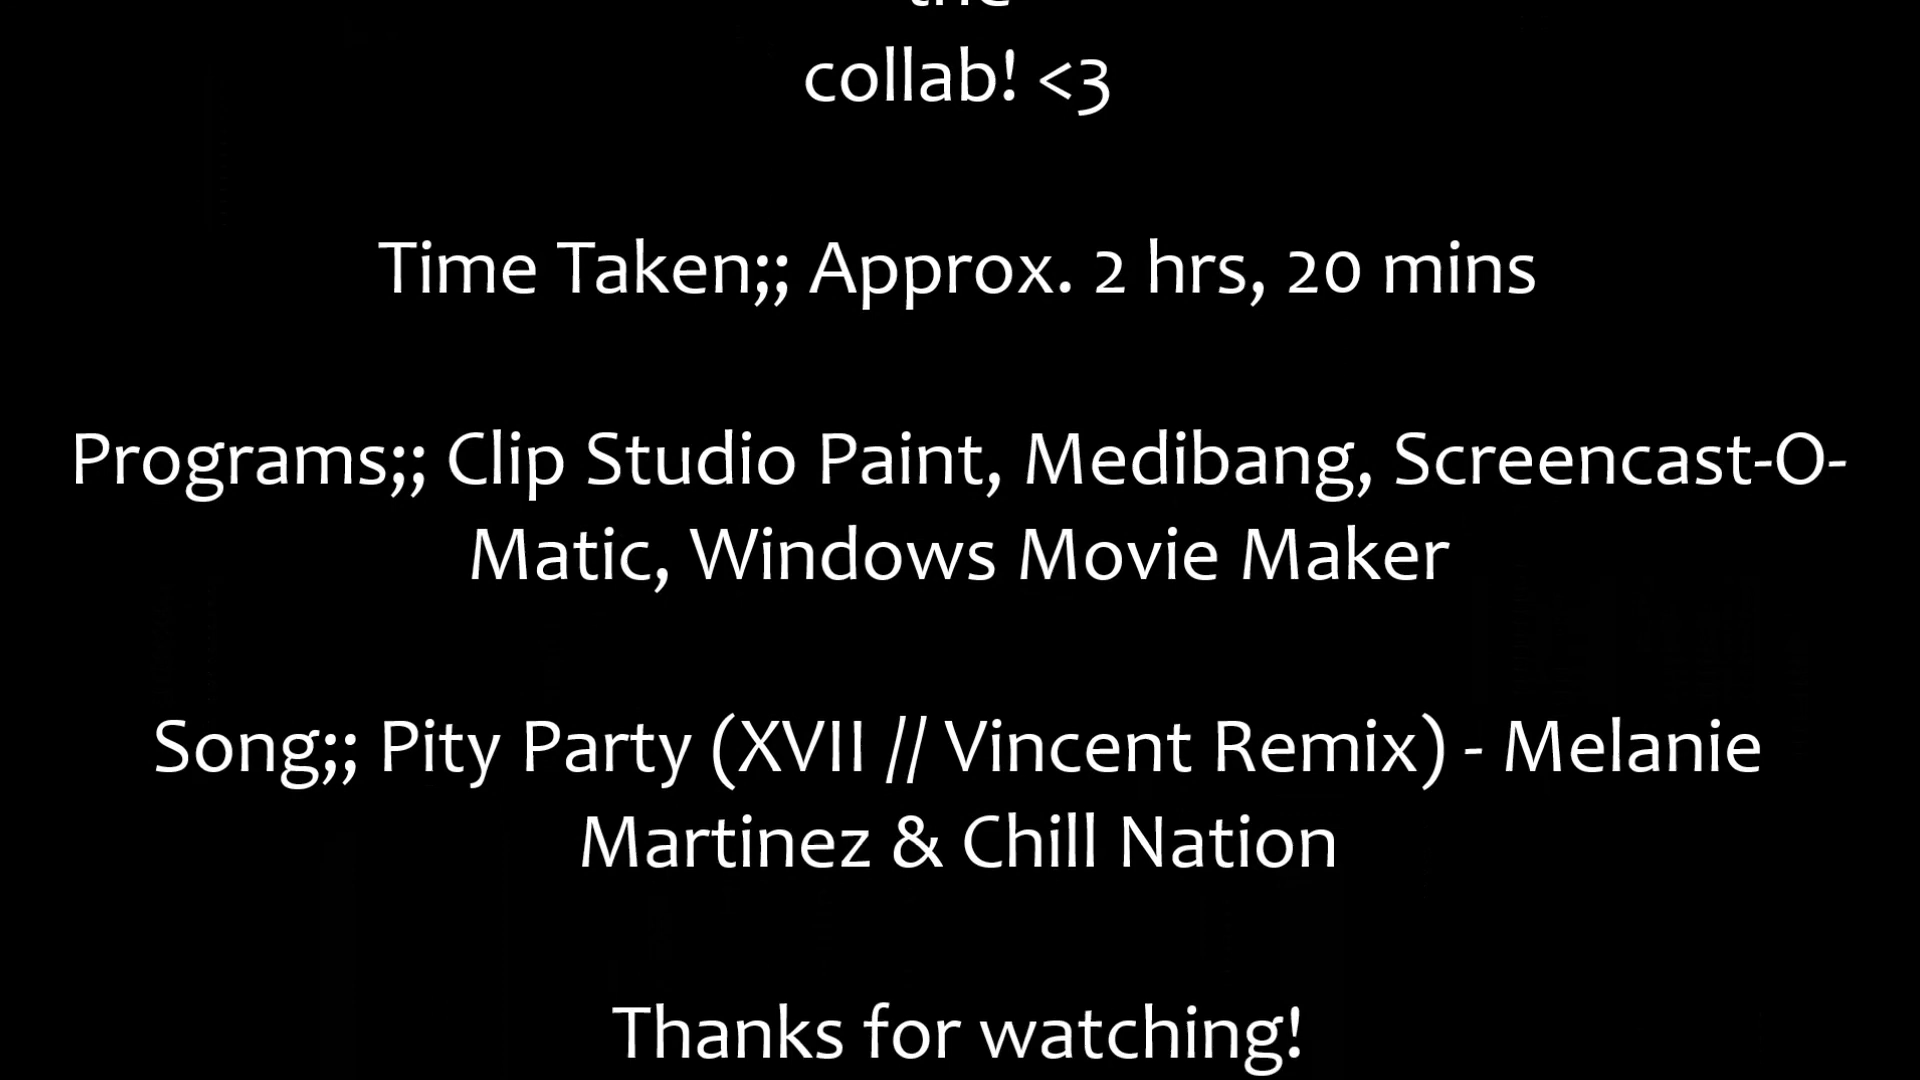 the
collab! <3
Time Taken;; Approx. 2 hrs, 20 mins
Programs;; Clip Studio Paint, Medibang, Screencast-O-
Matic, Windows Movie Maker
Song;; Pity Party (XVII // Vincent Remix) - Melanie
Martinez & Chill Nation
Thanks for watching!